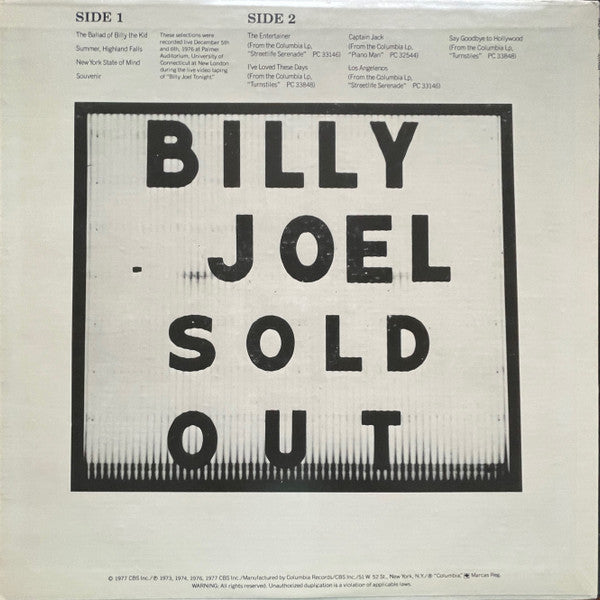 SIDE 1
The Ballad of Billy the Kid
Summer, Highland Falls
New York State of Mind
Souvenir
These selections were
recorded live December 5th
and 6th, 1976 at Palmer
Auditorium, University of
Connecticut at New London
during the live video taping
of "Billy Joel Tonight."
SIDE 2
The Entertainer
(From the Columbia Lp,
"Streetlife Serenade" PC 33146)
I've Loved These Days
(From the Columbia Lp,
"Turnstiles" PC 33848)
Captain Jack
(From the Columbia Lp,
"Piano Man" PC 32544)
Los Angelenos
(From the Columbia Lp,
"Streetlife Serenade" PC 33146)
Say Goodbye to Hollywood
(From the Columbia Lp,
"Turnstiles" PC 33848)
BILLY
JOEL
SOLD
OUT
© 1977 CBS Inc./℗ 1973, 1974, 1976, 1977 CBS Inc./Manufactured by Columbia Records/CBS Inc./51 W. 52 St., New York, N.Y./® "Columbia," Marcas Reg.
WARNING: All rights reserved. Unauthorized duplication is a violation of applicable laws.